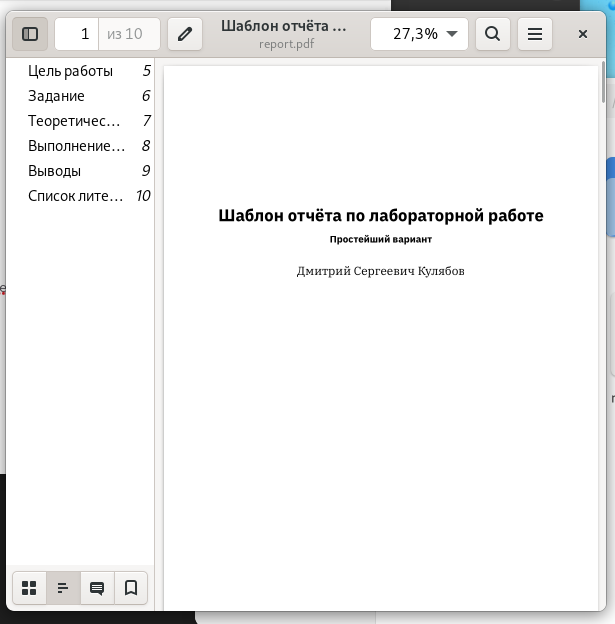 Шаблон отчёта ...
report.pdf
1 из 10
27,3%
Цель работы 5
Задание 6
Теоретичес... 7
Выполнение... 8
Выводы 9
Список лите... 10
Шаблон отчёта по лабораторной работе
Простейший вариант
Дмитрий Сергеевич Кулябов